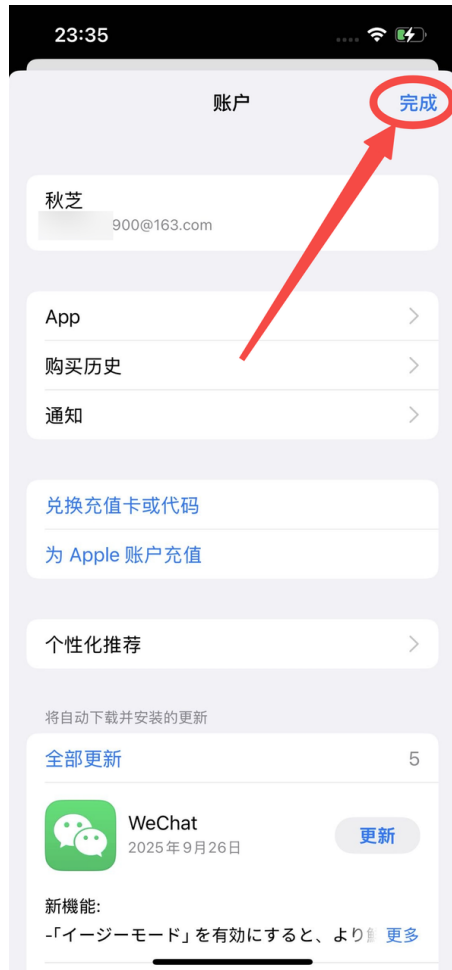 23:35
账户
完成
秋芝
900@163.com
App
购买历史
通知
兑换充值卡或代码
为 Apple 账户充值
个性化推荐
将自动下载并安装的更新
全部更新 5
WeChat
2025年9月26日
更新
新機能:
-「イージーモード」を有効にすると、より
更多